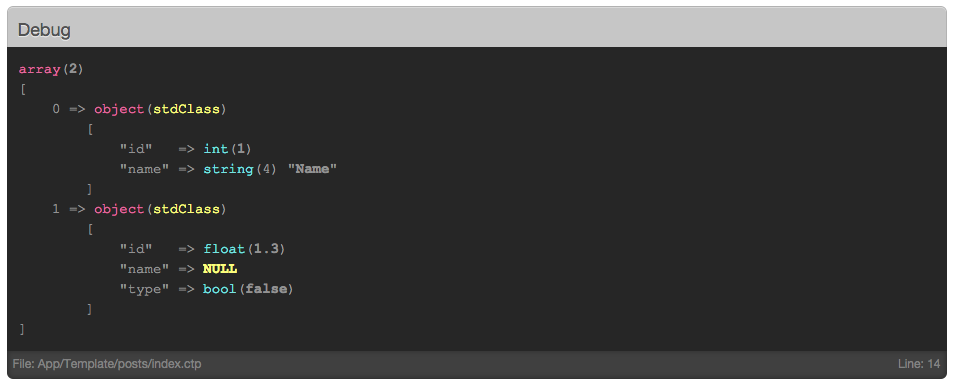 Debug
array(2)
[
    0 => object(stdClass)
        [
            "id"   => int(1)
            "name" => string(4) "Name"
        ]
    1 => object(stdClass)
        [
            "id"   => float(1.3)
            "name" => NULL
            "type" => bool(false)
        ]
]
File: App/Template/posts/index.ctp Line: 14